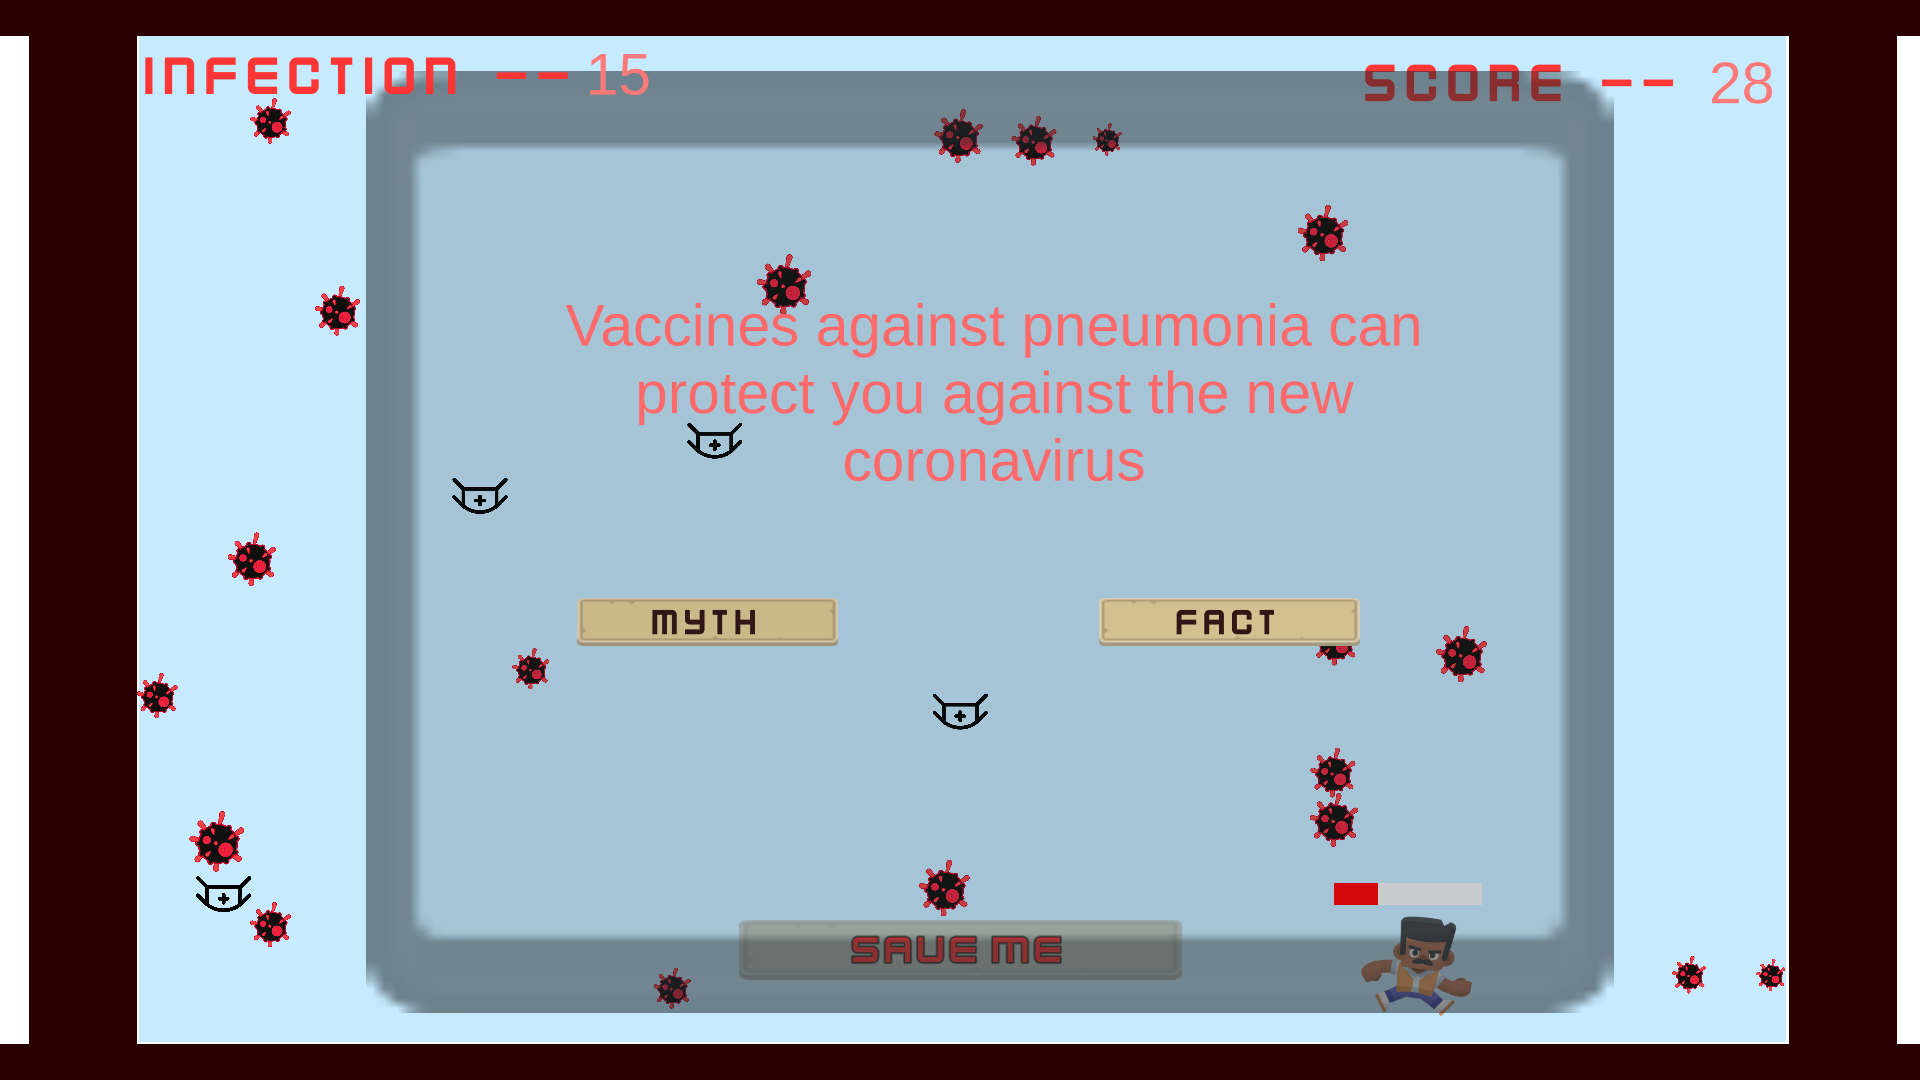 INFECTION -- 15
SCORE -- 28
Vaccines against pneumonia can
protect you against the new
coronavirus
MYTH
FACT
SAVE ME